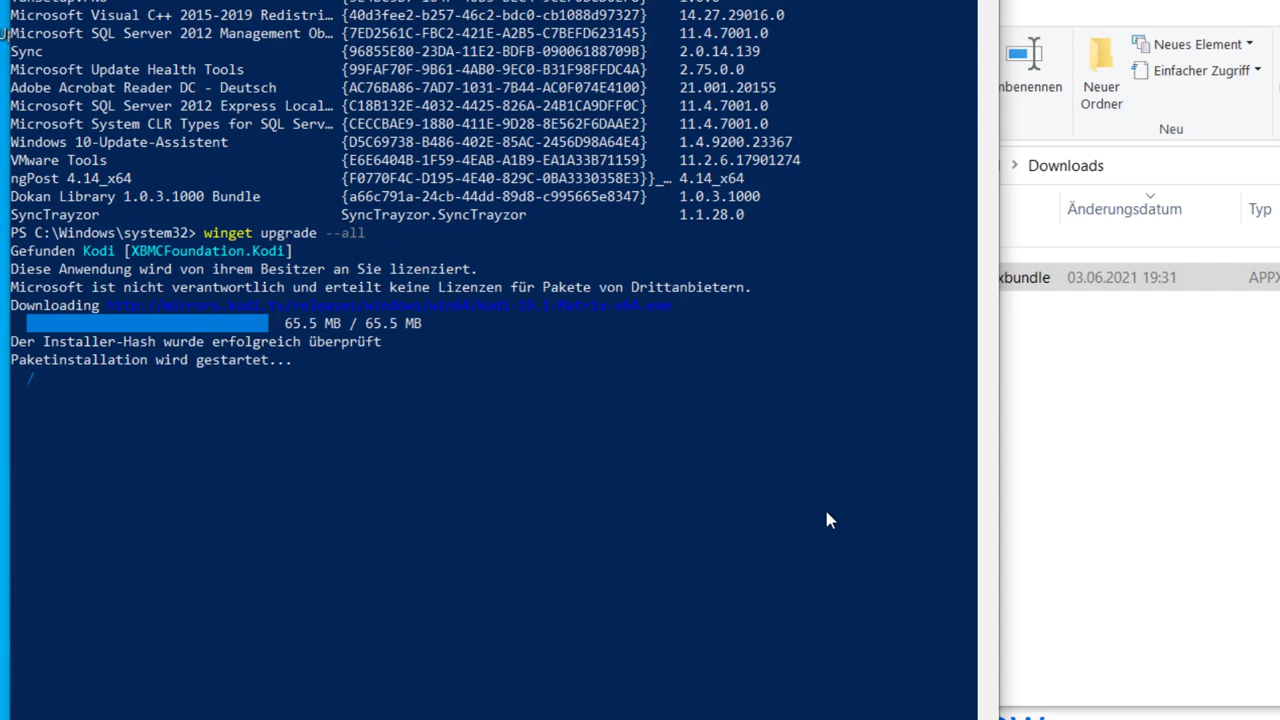 Microsoft Visual C++ 2015-2019 Redistri… {40d3fee2-b257-46c2-bdc0-cb1088d97327} 14.27.29016.0
Microsoft SQL Server 2012 Management Ob… {7ED2561C-FBC2-421E-A2B5-C7BEFD623145} 11.4.7001.0
Sync {96855E80-23DA-11E2-BDFB-09006188709B} 2.0.14.139
Microsoft Update Health Tools {99FAF70F-9B61-4AB0-9EC0-B31F98FFDC4A} 2.75.0.0
Adobe Acrobat Reader DC - Deutsch {AC76BA86-7AD7-1031-7B44-AC0F074E4100} 21.001.20155
Microsoft SQL Server 2012 Express Local… {C18B132E-4032-4425-826A-24B1CA9DFF0C} 11.4.7001.0
Microsoft System CLR Types for SQL Serv… {CECCBAE9-1880-411E-9D28-8E562F6DAAE2} 11.4.7001.0
Windows 10-Update-Assistent {D5C69738-B486-402E-85AC-2456D98A64E4} 1.4.9200.23367
VMware Tools {E6E6404B-1F59-4EAB-A1B9-EA1A33B71159} 11.2.6.17901274
ngPost 4.14_x64 {F0770F4C-D195-4E40-829C-0BA3330358E3}}_… 4.14_x64
Dokan Library 1.0.3.1000 Bundle {a66c791a-24cb-44dd-89d8-c995665e8347} 1.0.3.1000
SyncTrayzor SyncTrayzor.SyncTrayzor 1.1.28.0
PS C:\Windows\system32> winget upgrade --all
Gefunden Kodi [XBMCFoundation.Kodi]
Diese Anwendung wird von ihrem Besitzer an Sie lizenziert.
Microsoft ist nicht verantwortlich und erteilt keine Lizenzen für Pakete von Drittanbietern.
Downloading
65.5 MB / 65.5 MB
Der Installer-Hash wurde erfolgreich überprüft
Paketinstallation wird gestartet...
/
mbenennen
Neuer
Ordner
Neues Element
Einfacher Zugriff
Neu
> Downloads
Änderungsdatum Typ
xbundle 03.06.2021 19:31 APPX